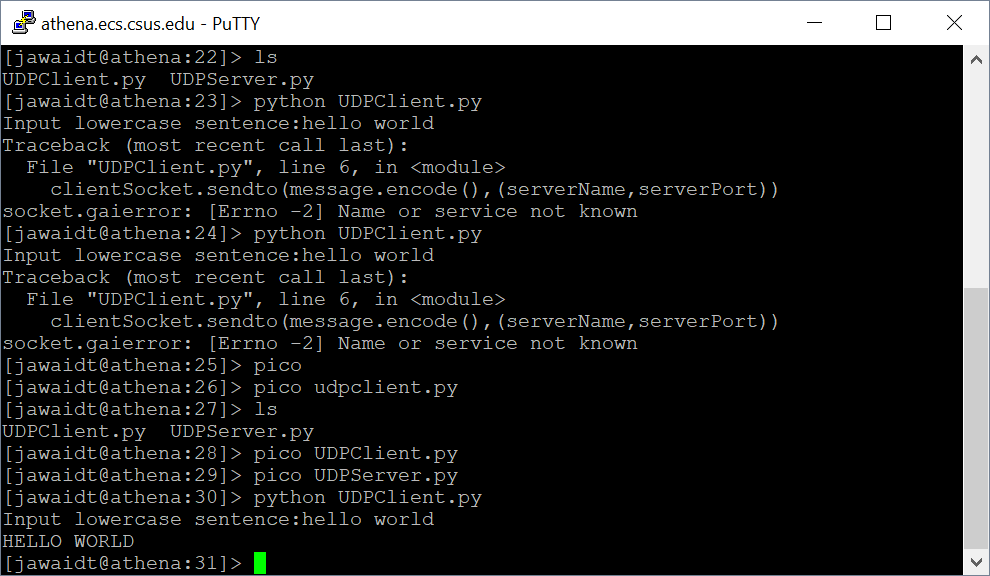 athena.ecs.csus.edu - PuTTY
[jawaidt@athena:22]> ls
UDPClient.py  UDPServer.py
[jawaidt@athena:23]> python UDPClient.py
Input lowercase sentence:hello world
Traceback (most recent call last):
  File "UDPClient.py", line 6, in <module>
    clientSocket.sendto(message.encode(),(serverName,serverPort))
socket.gaierror: [Errno -2] Name or service not known
[jawaidt@athena:24]> python UDPClient.py
Input lowercase sentence:hello world
Traceback (most recent call last):
  File "UDPClient.py", line 6, in <module>
    clientSocket.sendto(message.encode(),(serverName,serverPort))
socket.gaierror: [Errno -2] Name or service not known
[jawaidt@athena:25]> pico
[jawaidt@athena:26]> pico udpclient.py
[jawaidt@athena:27]> ls
UDPClient.py  UDPServer.py
[jawaidt@athena:28]> pico UDPClient.py
[jawaidt@athena:29]> pico UDPServer.py
[jawaidt@athena:30]> python UDPClient.py
Input lowercase sentence:hello world
HELLO WORLD
[jawaidt@athena:31]>